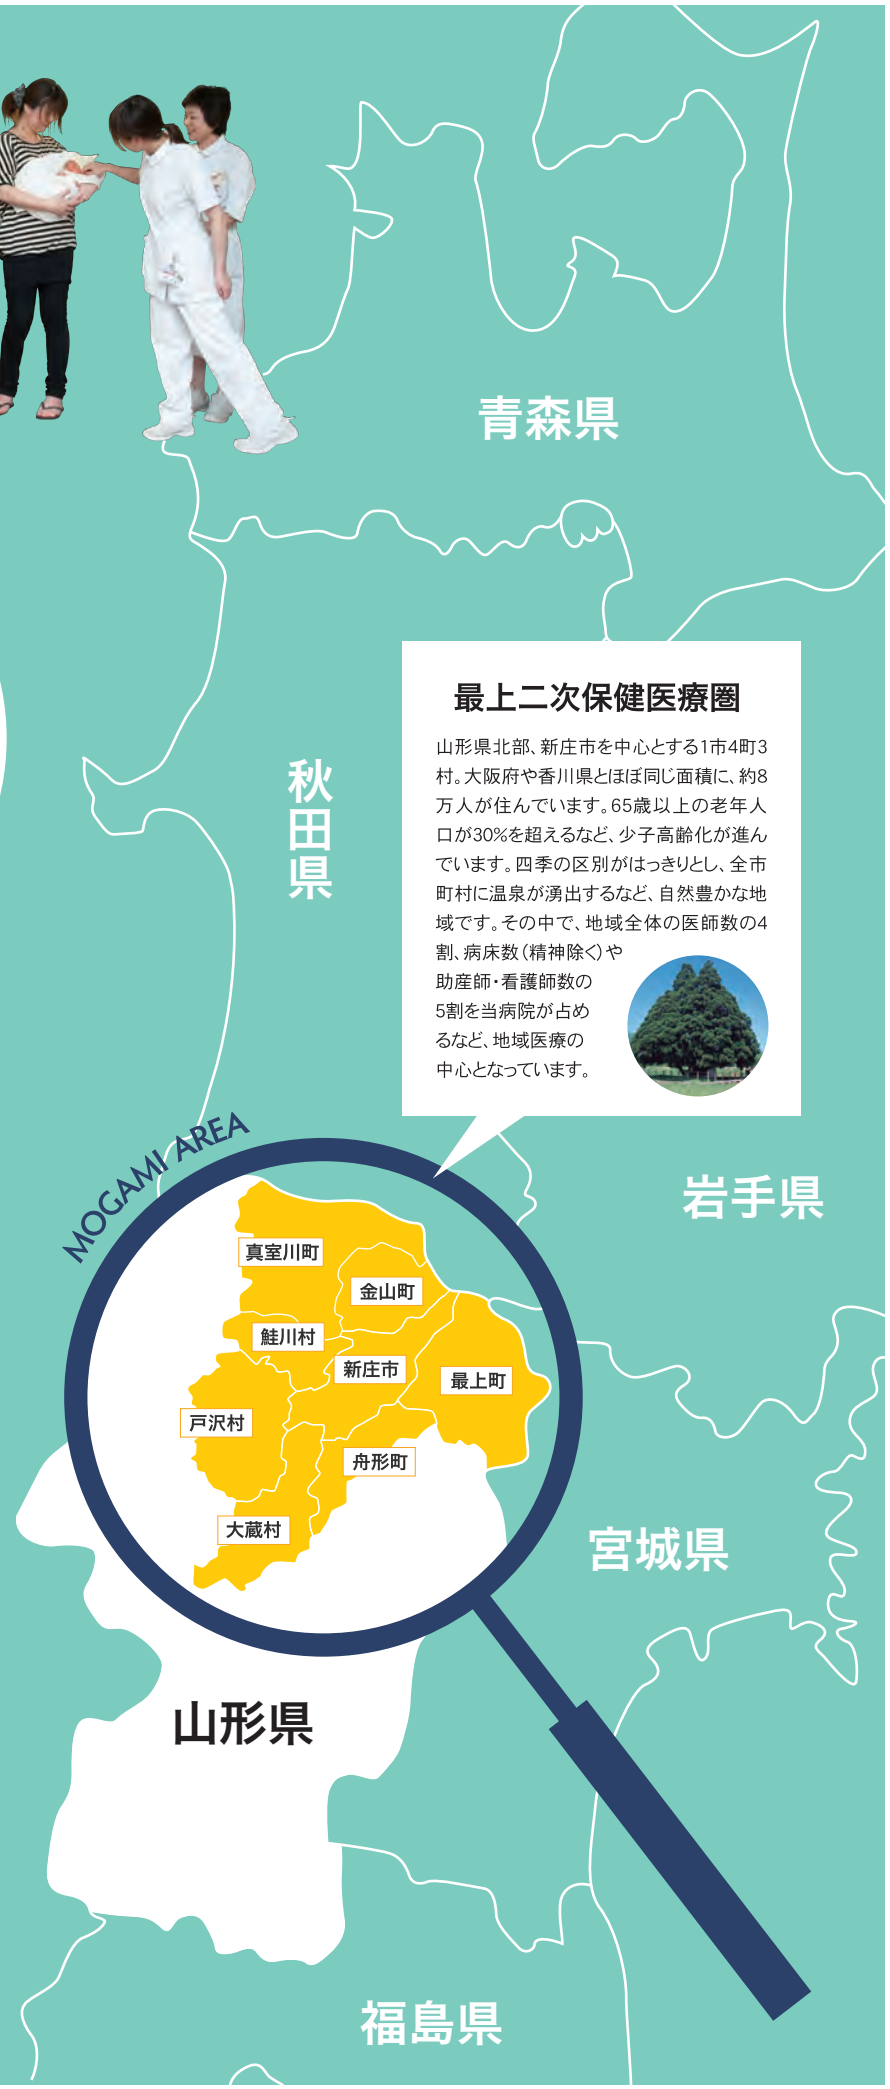 青森県
最上二次保健医療圏
山形県北部、新庄市を中心とする1市4町3
村。大阪府や香川県とほぼ同じ面積に、約8
万人が住んでいます。65歳以上の老年人
口が30%を超えるなど、少子高齢化が進ん
でいます。四季の区別がはっきりとし、全市
町村に温泉が湧出するなど、自然豊かな地
域です。その中で、地域全体の医師数の4
割、病床数(精神除く)や
助産師・看護師数の
5割を当病院が占め
るなど、地域医療の
中心となっています。
秋田県
MOGAMI AREA
岩手県
真室川町
金山町
鮭川村
新庄市
最上町
戸沢村
舟形町
大蔵村
宮城県
山形県
福島県